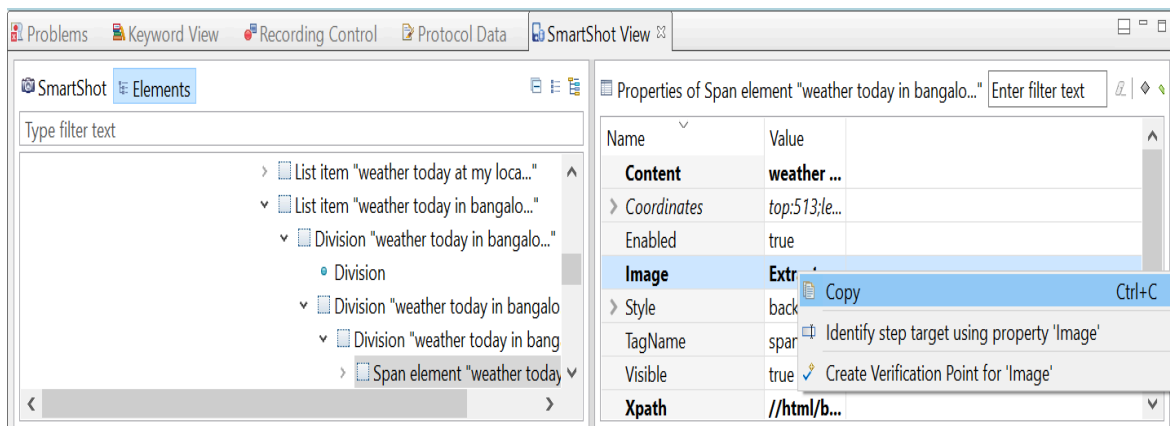 Problems Keyword View Recording Control Protocol Data SmartShot View
SmartShot Elements
Type filter text
List item "weather today at my loca..."
List item "weather today in bangalo..."
Division "weather today in bangalo..."
Division
Division "weather today in bangalo
Division "weather today in bang
Span element "weather today
Properties of Span element "weather today in bangalo..." Enter filter text
Name Value
Content weather ...
Coordinates top:513;le...
Enabled true
Image
Style back
TagName span
Visible true
Xpath //html/b...
Copy Ctrl+C
Identify step target using property 'Image'
Create Verification Point for 'Image'